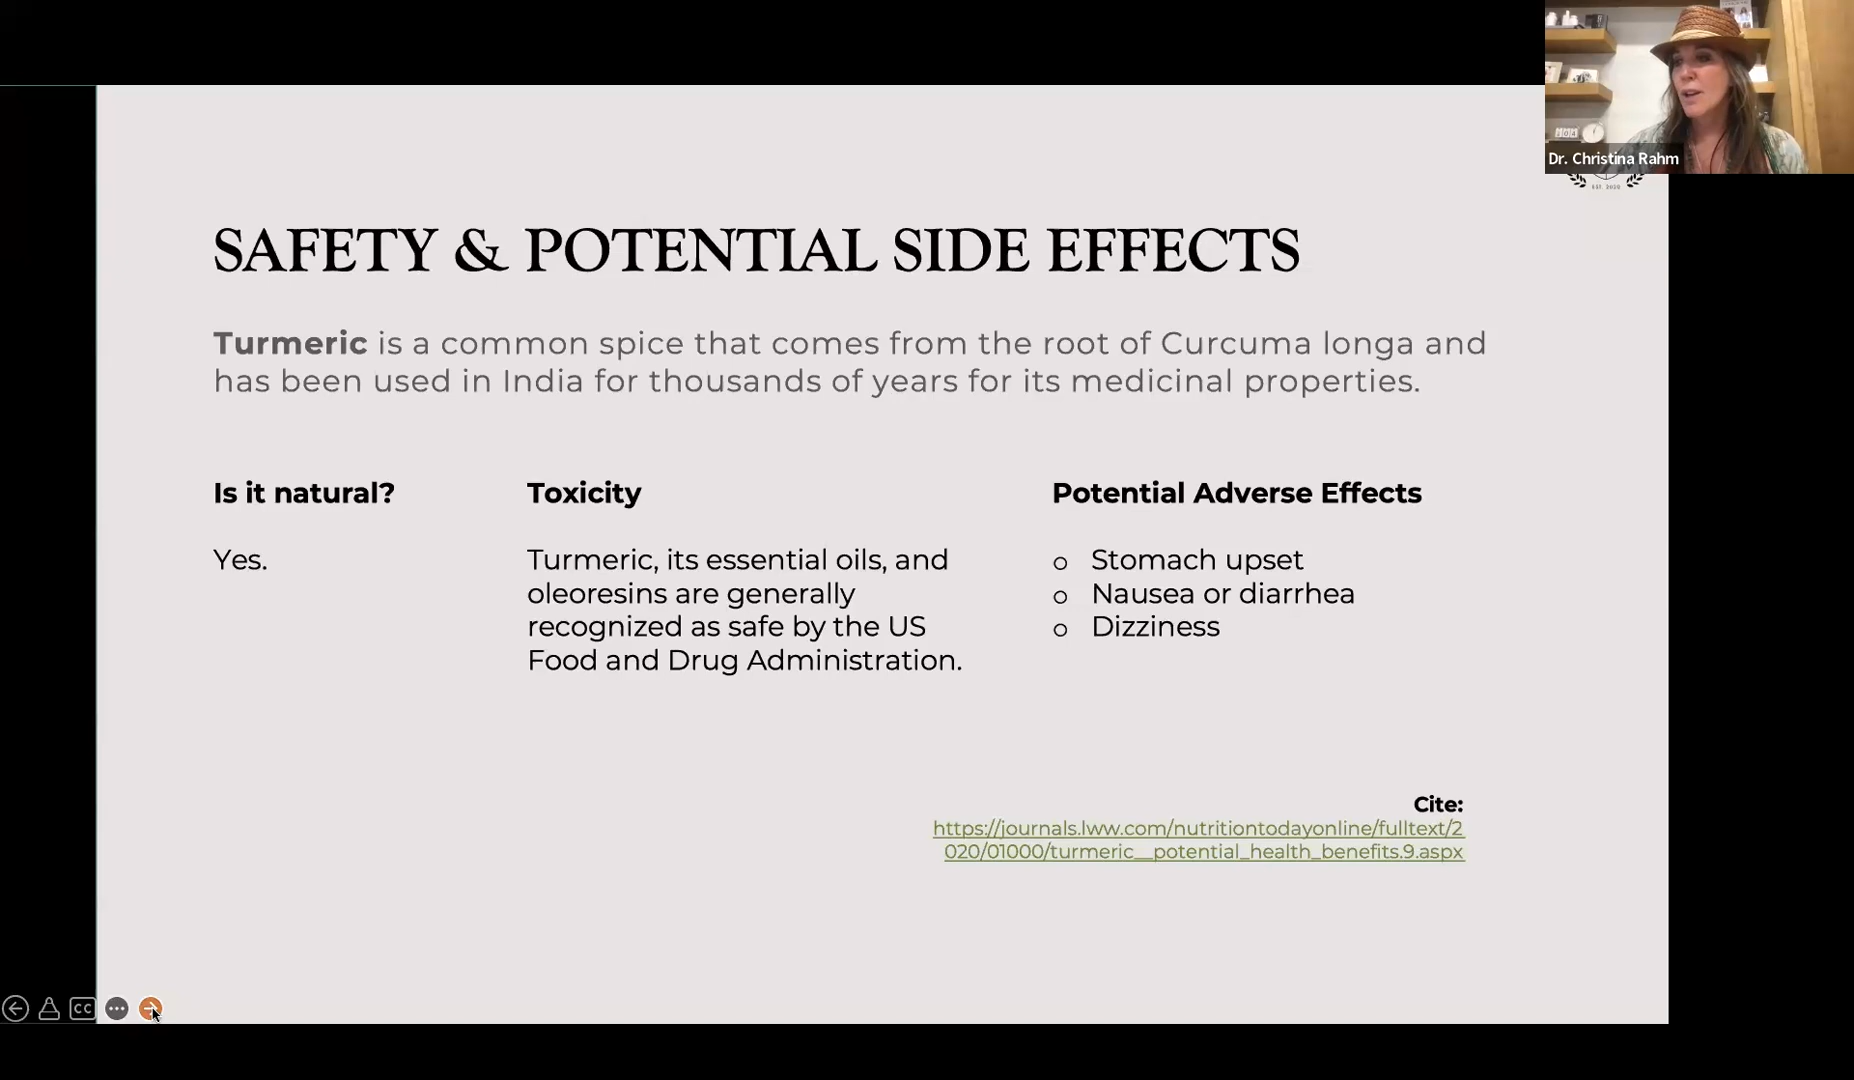 Dr. Christina Rahm
EST. 2020
SAFETY & POTENTIAL SIDE EFFECTS
Turmeric is a common spice that comes from the root of Curcuma longa and
has been used in India for thousands of years for its medicinal properties.
Is it natural?
Yes.
Toxicity
Turmeric, its essential oils, and
oleoresins are generally
recognized as safe by the US
Food and Drug Administration.
Potential Adverse Effects
o Stomach upset
o Nausea or diarrhea
o Dizziness
Cite:
https://journals.lww.com/nutritiontodayonline/fulltext/2
020/01000/turmeric__potential_health_benefits.9.aspx
CC